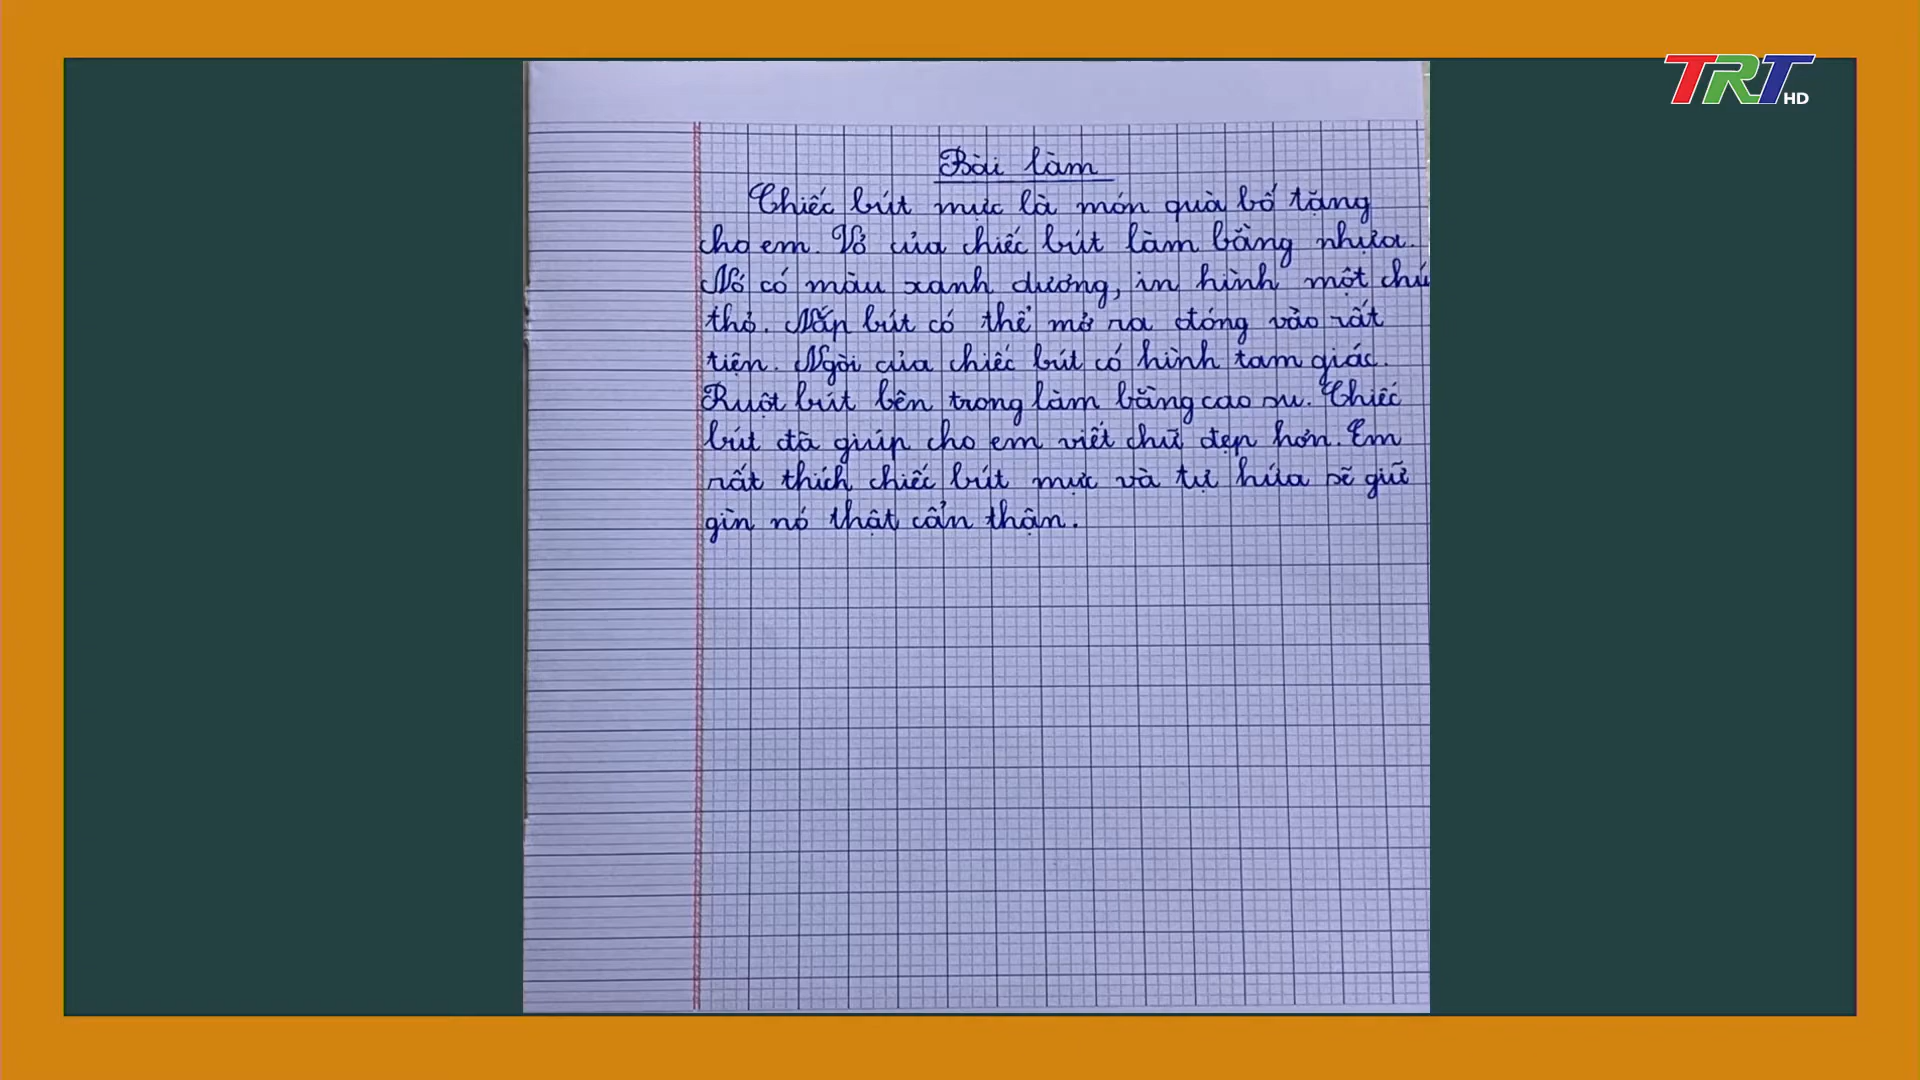 TRT HD
Bài làm
Chiếc bút mực là món quà bố tặng
cho em. Vỏ của chiếc bút làm bằng nhựa.
Nó có màu xanh dương, in hình một chú
thỏ. Nắp bút có thể mở ra đóng vào rất
tiện. Ngòi của chiếc bút có hình tam giác.
Ruột bút bên trong làm bằng cao su. Chiếc
bút đã giúp cho em viết chữ đẹp hơn. Em
rất thích chiếc bút mực và tự hứa sẽ giữ
gìn nó thật cẩn thận.